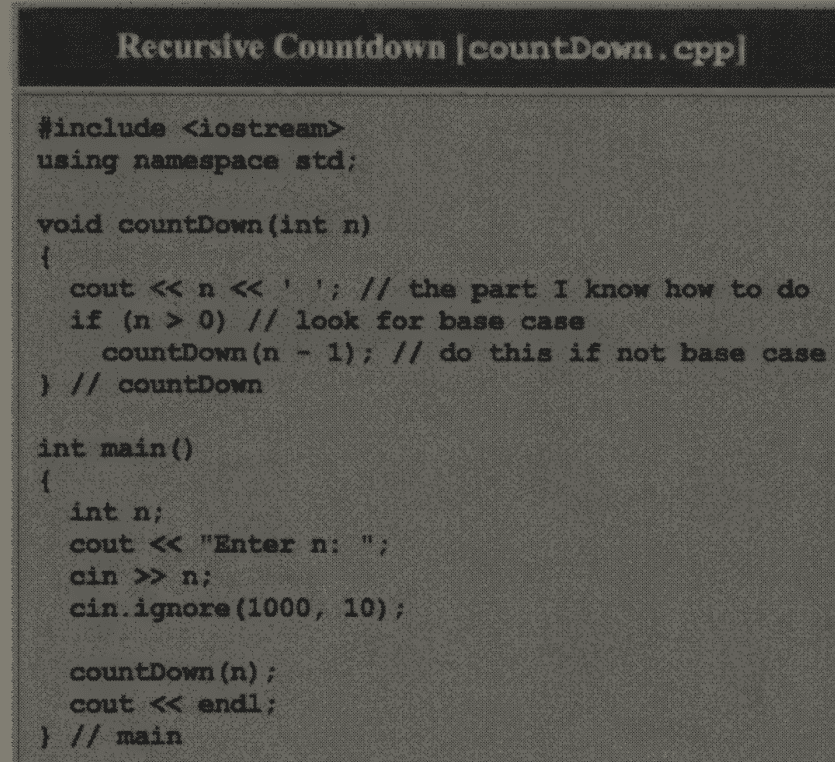 Recursive Countdown [countDown.cpp]
#include <iostream>
using namespace std;
void countDown(int n)
{
cout << n << ' '; // the part I know how to do
if (n > 0) // look for base case
countDown(n - 1); // do this if not base case
} // countDown
int main()
{
int n;
cout << "Enter n: ";
cin >> n;
cin.ignore(1000, 10);
countDown(n);
cout << endl;
} // main